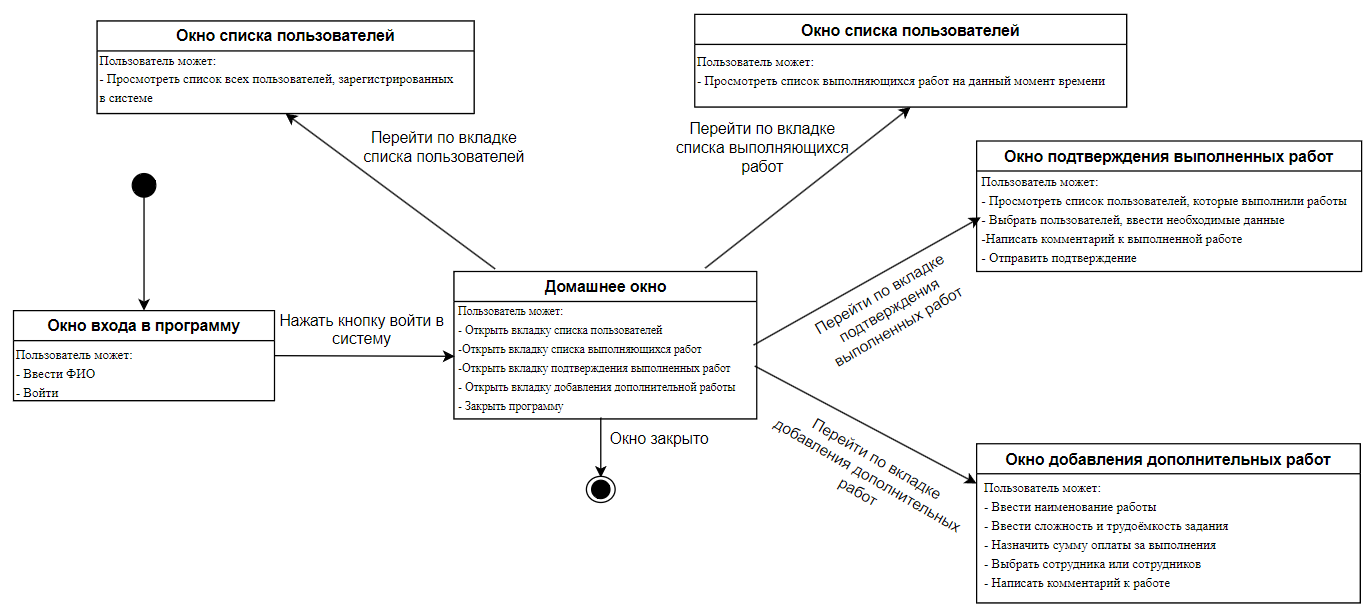 Окно списка пользователей
Пользователь может:
- Просмотреть список всех пользователей, зарегистрированных
в системе
Окно списка пользователей
Пользователь может:
- Просмотреть список выполняющихся работ на данный момент времени
Перейти по вкладке
списка пользователей
Перейти по вкладке
списка выполняющихся
работ
Окно подтверждения выполненных работ
Пользователь может:
- Просмотреть список пользователей, которые выполнили работы
- Выбрать пользователей, ввести необходимые данные
-Написать комментарий к выполненной работе
- Отправить подтверждение
Окно входа в программу
Пользователь может:
- Ввести ФИО
- Войти
Нажать кнопку войти в
систему
Домашнее окно
Пользователь может:
- Открыть вкладку списка пользователей
-Открыть вкладку списка выполняющихся работ
-Открыть вкладку подтверждения выполненных работ
- Открыть вкладку добавления дополнительной работы
- Закрыть программу
Перейти по вкладке
подтверждения
выполненных работ
Окно закрыто
Перейти по вкладке
добавления дополнительных
работ
Окно добавления дополнительных работ
Пользователь может:
- Ввести наименование работы
- Ввести сложность и трудоёмкость задания
- Назначить сумму оплаты за выполнения
- Выбрать сотрудника или сотрудников
- Написать комментарий к работе